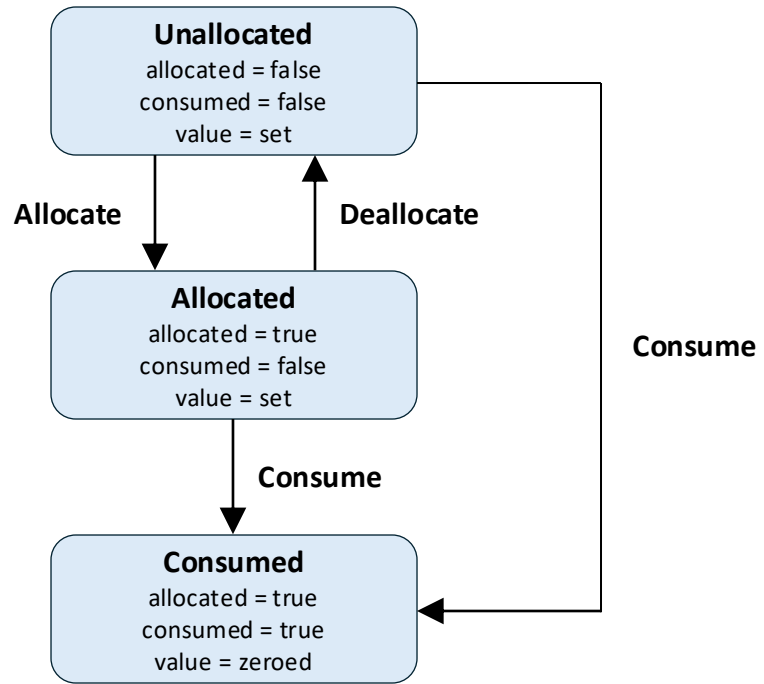 Unallocated
allocated = false
consumed = false
value = set
Allocate
Deallocate
Allocated
allocated = true
consumed = false
value = set
Consume
Consume
Consumed
allocated = true
consumed = true
value = zeroed